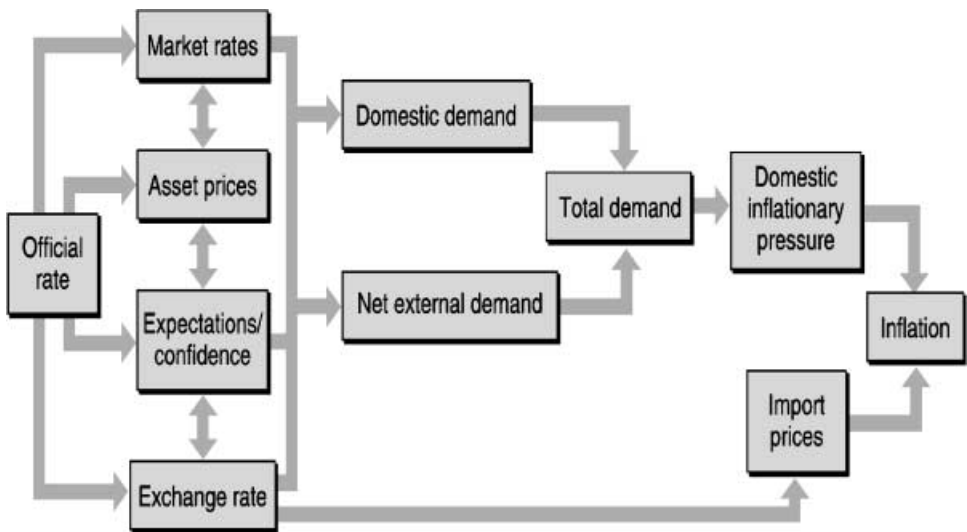 Market rates
Asset prices
Official
rate
Expectations/
confidence
Exchange rate
Domestic demand
Net external demand
Total demand
Domestic
inflationary
pressure
Import
prices
Inflation